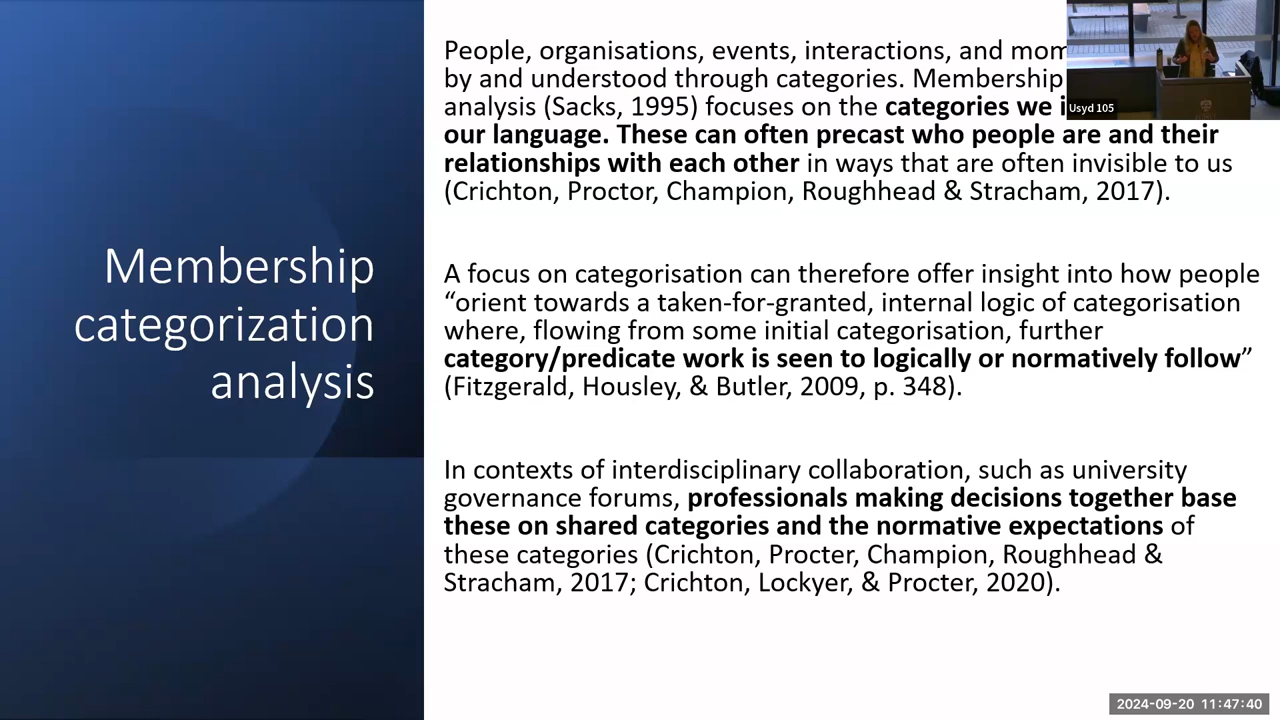 Membership
categorization
analysis
People, organisations, events, interactions, and
by and understood through categories. Membership
analysis (Sacks, 1995) focuses on the categories we
our language. These can often precast who people are and their
relationships with each other in ways that are often invisible to us
(Crichton, Proctor, Champion, Roughhead & Stracham, 2017).
A focus on categorisation can therefore offer insight into how people
“orient towards a taken-for-granted, internal logic of categorisation
where, flowing from some initial categorisation, further
category/predicate work is seen to logically or normatively follow”
(Fitzgerald, Housley, & Butler, 2009, p. 348).
In contexts of interdisciplinary collaboration, such as university
governance forums, professionals making decisions together base
these on shared categories and the normative expectations of
these categories (Crichton, Procter, Champion, Roughhead &
Stracham, 2017; Crichton, Lockyer, & Procter, 2020).
Usyd 105
2024-09-20 11:47:40